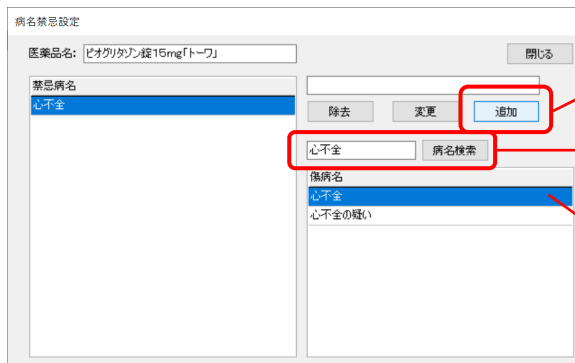 病名禁忌設定
医薬品名: ピオグリタゾン錠15mg「トーワ」 閉じる
禁忌病名
心不全
除去 変更 追加
心不全 病名検索
傷病名
心不全
心不全の疑い